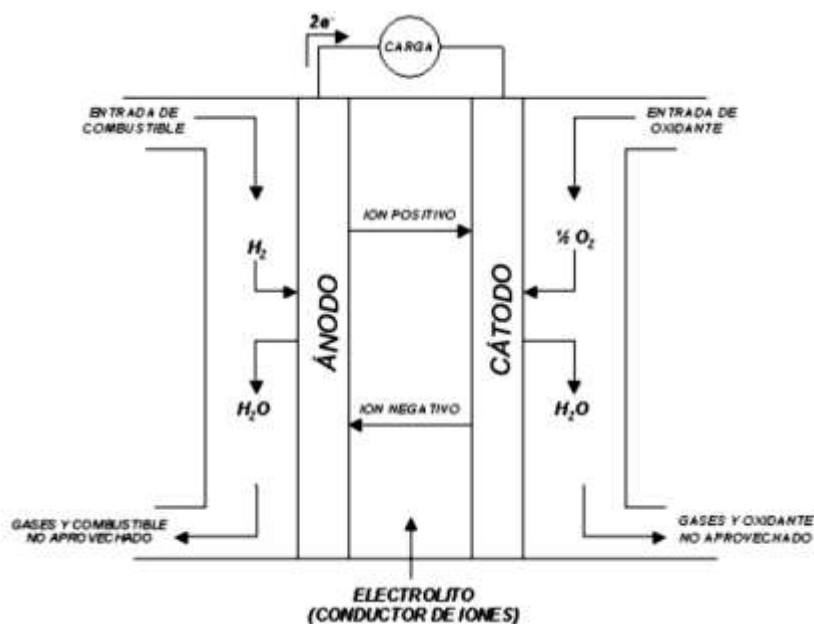 2e-
CARGA
ENTRADA DE
COMBUSTIBLE
ENTRADA DE
OXIDANTE
ION POSITIVO
H₂
½ O₂
ÁNODO
CÁTODO
H₂O
ION NEGATIVO
H₂O
GASES Y COMBUSTIBLE
NO APROVECHADO
GASES Y OXIDANTE
NO APROVECHADO
ELECTROLITO
(CONDUCTOR DE IONES)